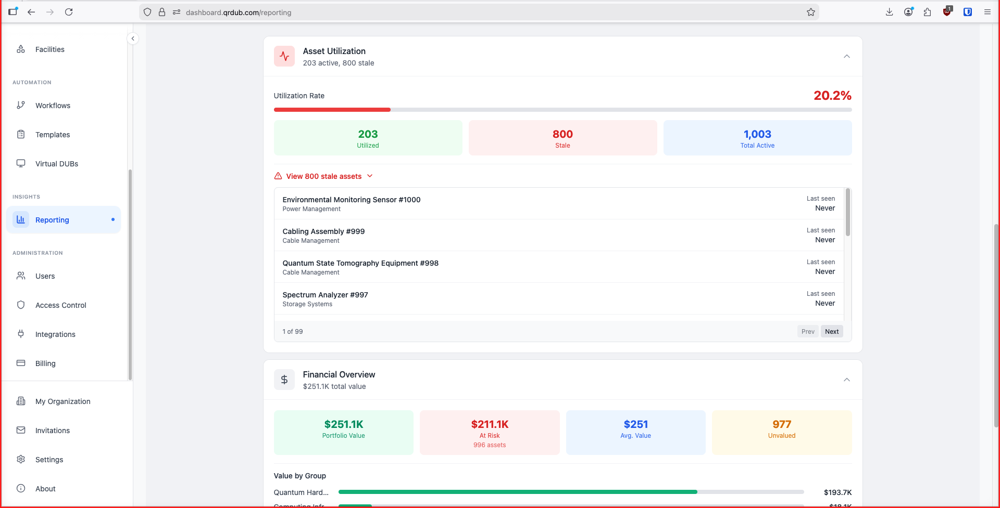 dashboard.qrdub.com/reporting
1
Facilities
AUTOMATION
Workflows
Templates
Virtual DUBs
INSIGHTS
Reporting
ADMINISTRATION
Users
Access Control
Integrations
Billing
My Organization
Invitations
Settings
About
Asset Utilization
203 active, 800 stale
Utilization Rate
20.2%
203
Utilized
800
Stale
1,003
Total Active
View 800 stale assets
Environmental Monitoring Sensor #1000
Power Management
Last seen
Never
Cabling Assembly #999
Cable Management
Last seen
Never
Quantum State Tomography Equipment #998
Cable Management
Last seen
Never
Spectrum Analyzer #997
Storage Systems
Last seen
Never
1 of 99
Prev
Next
Financial Overview
$251.1K total value
$251.1K
Portfolio Value
$211.1K
At Risk
996 assets
$251
Avg. Value
977
Unvalued
Value by Group
Quantum Hard...
$193.7K
Computing Infr...
$18.1K